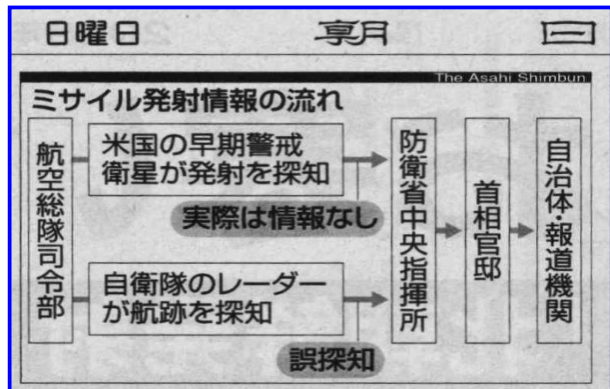 日曜日
朝
日
The Asahi Shimbun
ミサイル発射情報の流れ
航空総隊司令部
米国の早期警戒
衛星が発射を探知
実際は情報なし
自衛隊のレーダー
が航跡を探知
誤探知
防衛省中央指揮所
首相官邸
自治体・報道機関